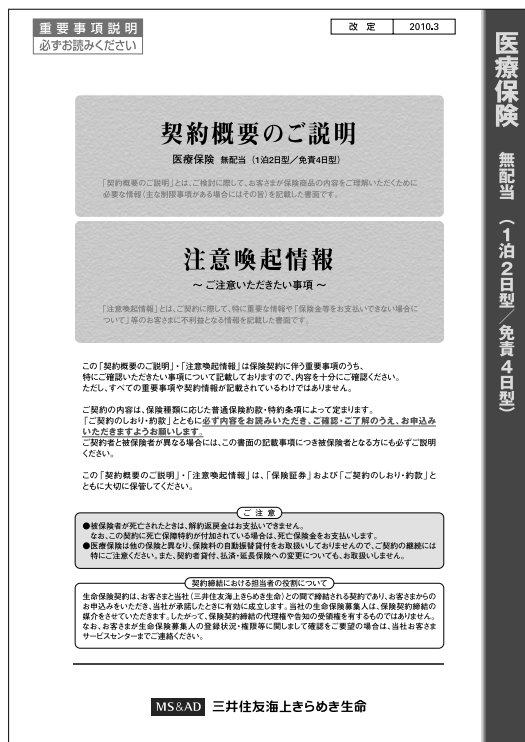 重要事項説明
必ずお読みください
改 定 2010.3
医療保険 無配当 (1泊2日型/免責4日型)
契約概要のご説明
医療保険 無配当（1泊2日型／免責4日型）
「契約概要のご説明」とは、ご検討に際して、お客さまが保険商品の内容をご理解いただくために
必要な情報（主な制限事項がある場合にはその旨）を記載した書面です。
注意喚起情報
～ ご注意いただきたい事項 ～
「注意喚起情報」とは、ご契約に際して、特に重要な情報や「保険金等をお支払いできない場合に
ついて」等のお客さまに不利益となる情報を記載した書面です。
この「契約概要のご説明」・「注意喚起情報」は保険契約に伴う重要事項のうち、
特にご確認いただきたい事項について記載しておりますので、内容を十分にご確認ください。
ただし、すべての重要事項や契約情報が記載されているわけではありません。
ご契約の内容は、保険種類に応じた普通保険約款・特約条項によって定まります。
「ご契約のしおり・約款」とともに必ず内容をお読みいただき、ご確認・ご了解のうえ、お申込み
いただきますようお願いします。
ご契約者と被保険者が異なる場合には、この書面の記載事項につき被保険者となる方にも必ずご説明
ください。
この「契約概要のご説明」・「注意喚起情報」は、「保険証券」および「ご契約のしおり・約款」と
ともに大切に保管してください。
ご 注 意
●被保険者が死亡されたときは、解約返戻金はお支払いできません。
なお、この契約に死亡保障特約が付加されている場合は、死亡保険金をお支払いします。
●医療保険は他の保険と異なり、保険料の自動振替貸付をお取扱いしておりませんので、ご契約の継続には
特にご注意ください。また、契約者貸付、払済・延長保険への変更についても、お取扱いしません。
契約締結における担当者の役割について
生命保険契約は、お客さまと当社（三井住友海上きらめき生命）との間で締結される契約であり、お客さまからの
お申込みをいただき、当社が承諾したときに有効に成立します。当社の生命保険募集人は、保険契約締結の
媒介をさせていただきます。したがって、保険契約締結の代理権や告知の受領権を有するものではありません。
なお、お客さまが生命保険募集人の登録状況・権限等に関しまして確認をご要望の場合は、当社お客さま
サービスセンターまでご連絡ください。
MS&AD 三井住友海上きらめき生命